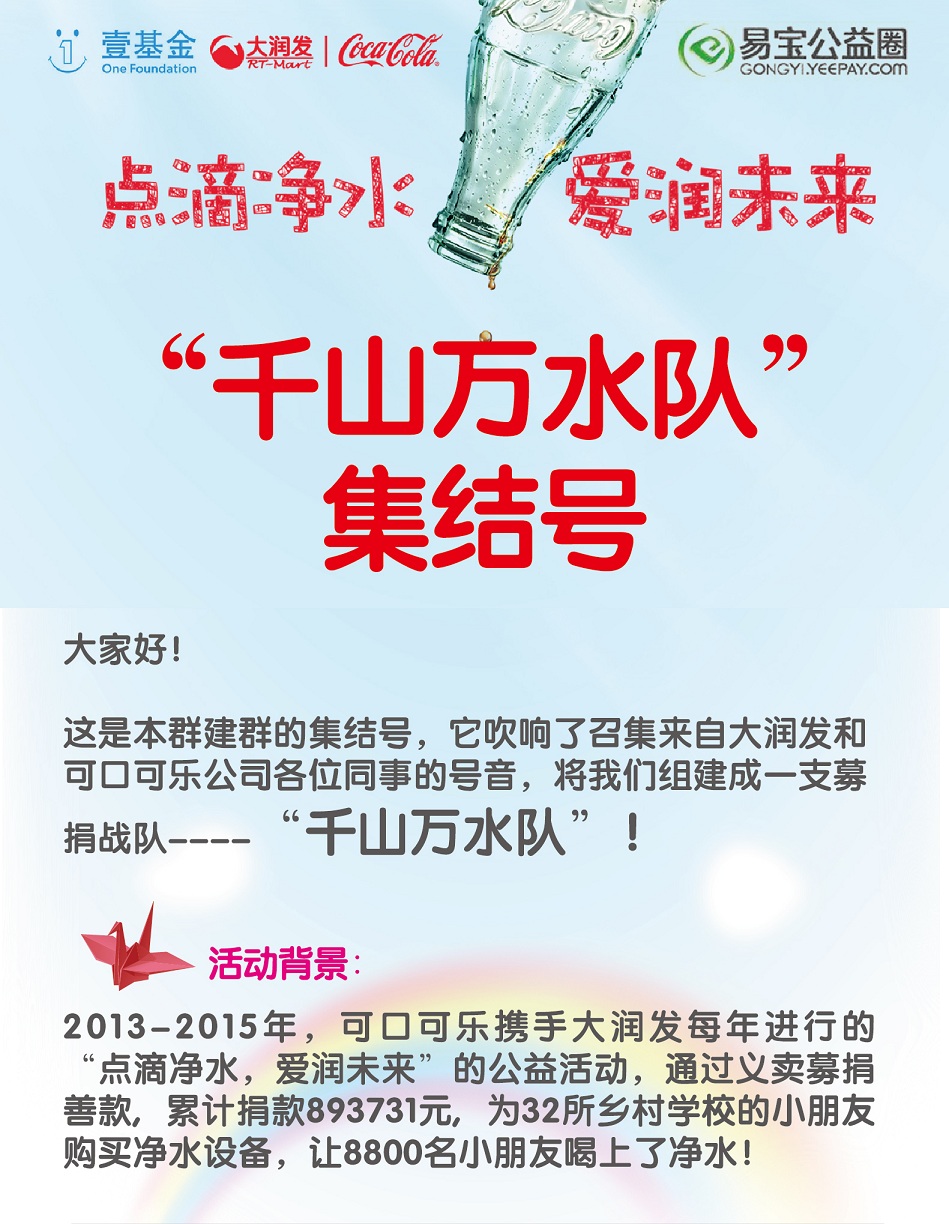 壹基金
One Foundation
大润发
RT-Mart
Coca-Cola
易宝公益圈
GONGYI.YEEPAY.COM
点滴净水 爱润未来
“千山万水队”
集结号
大家好！
这是本群建群的集结号，它吹响了召集来自大润发和
可口可乐公司各位同事的号音，将我们组建成一支募
捐战队----“千山万水队”！
活动背景：
2013-2015年，可口可乐携手大润发每年进行的
“点滴净水，爱润未来”的公益活动，通过义卖募捐
善款，累计捐款893731元，为32所乡村学校的小朋友
购买净水设备，让8800名小朋友喝上了净水！